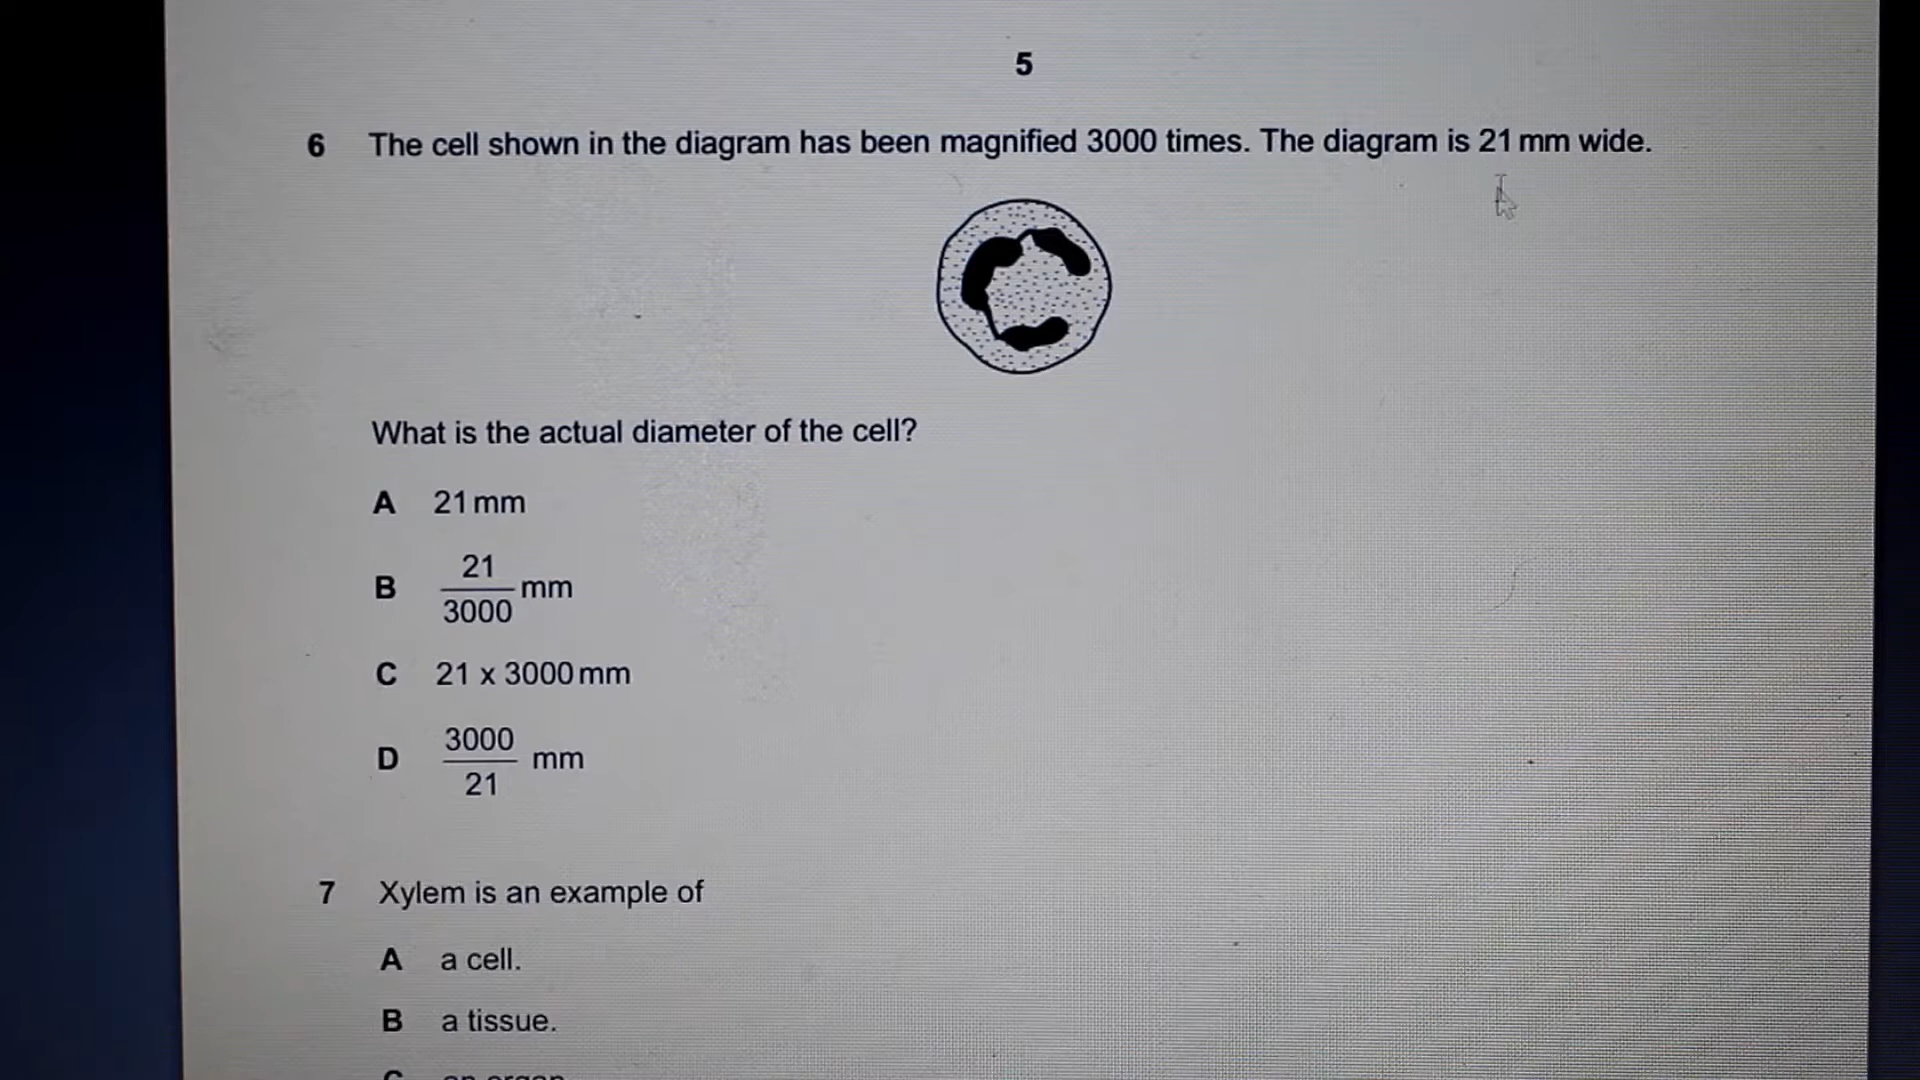 5
6 The cell shown in the diagram has been magnified 3000 times. The diagram is 21 mm wide.
What is the actual diameter of the cell?
A 21 mm
B 21/3000 mm
C 21 x 3000 mm
D 3000/21 mm
7 Xylem is an example of
A a cell.
B a tissue.